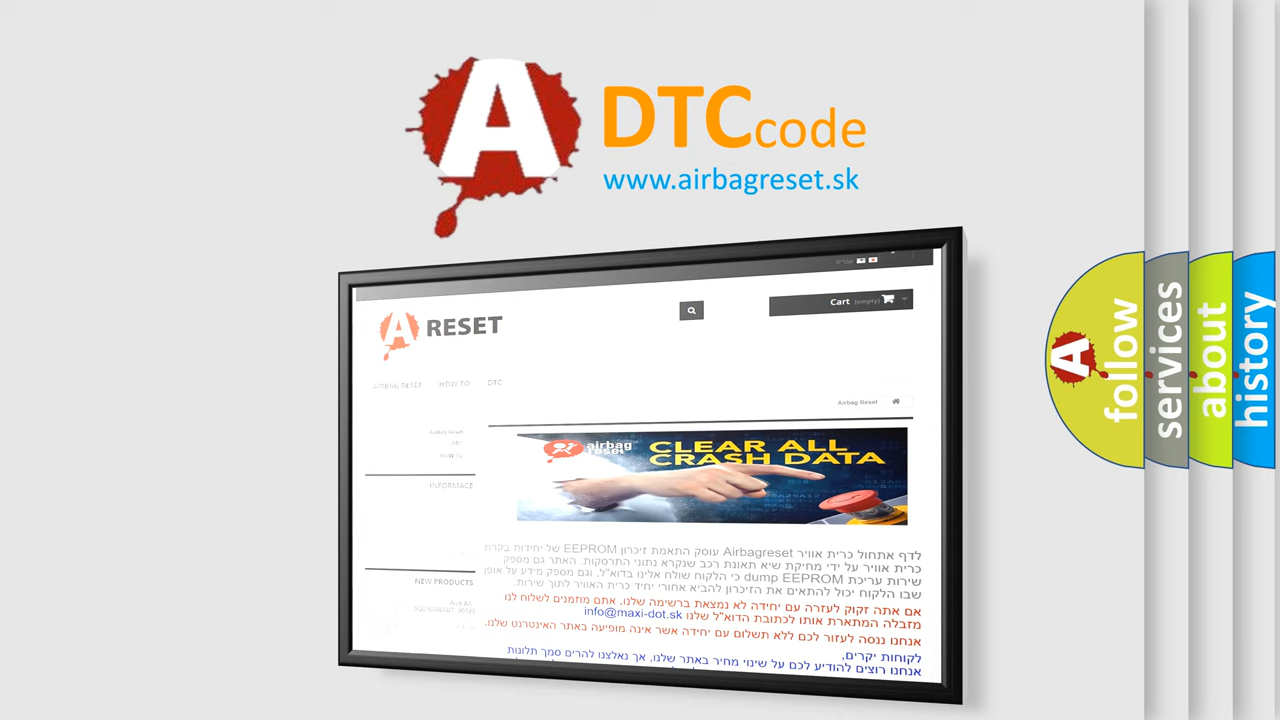 A
DTCcode
www.airbagreset.sk
עברית
A RESET
Cart (empty)
AIRBAG RESET HOW TO DTC
Airbag Reset
Airbag Reset
HOW TO
INFORMACE
NEW PRODUCTS
airbag
reset
CLEAR ALL
CRASH DATA
לדף אתחול כרית אוויר Airbagreset עוסק התאמת זיכרון EEPROM של יחידות בקרת
כרית אוויר על ידי מחיקת שיא תאונת רכב שנקרא נתוני התרסקות. האתר גם מספק
שירות עריכת dump EEPROM כי הלקוח שולח אלינו בדוא"ל, וגם מספק מידע על אופן
שבו הלקוח יכול להתאים את הזיכרון להביא אחורי יחיד כרית האוויר לתוך שירות.
אם אתה זקוק לעזרה עם יחידה לא נמצאת ברשימה שלנו, אתם מוזמנים לשלוח לנו
מזבלה המתארת אותו לכתובת הדוא"ל שלנו info@maxi-dot.sk
אנחנו ננסה לעזור לכם ללא תשלום עם יחידה אשר אינה מופיעה באתר האינטרנט שלנו.
לקוחות יקרים,
אנחנו רוצים להודיע לכם על שינוי מחיר באתר שלנו, אך נאלצנו להרים סמך תלונות
A
follow
services
about
history